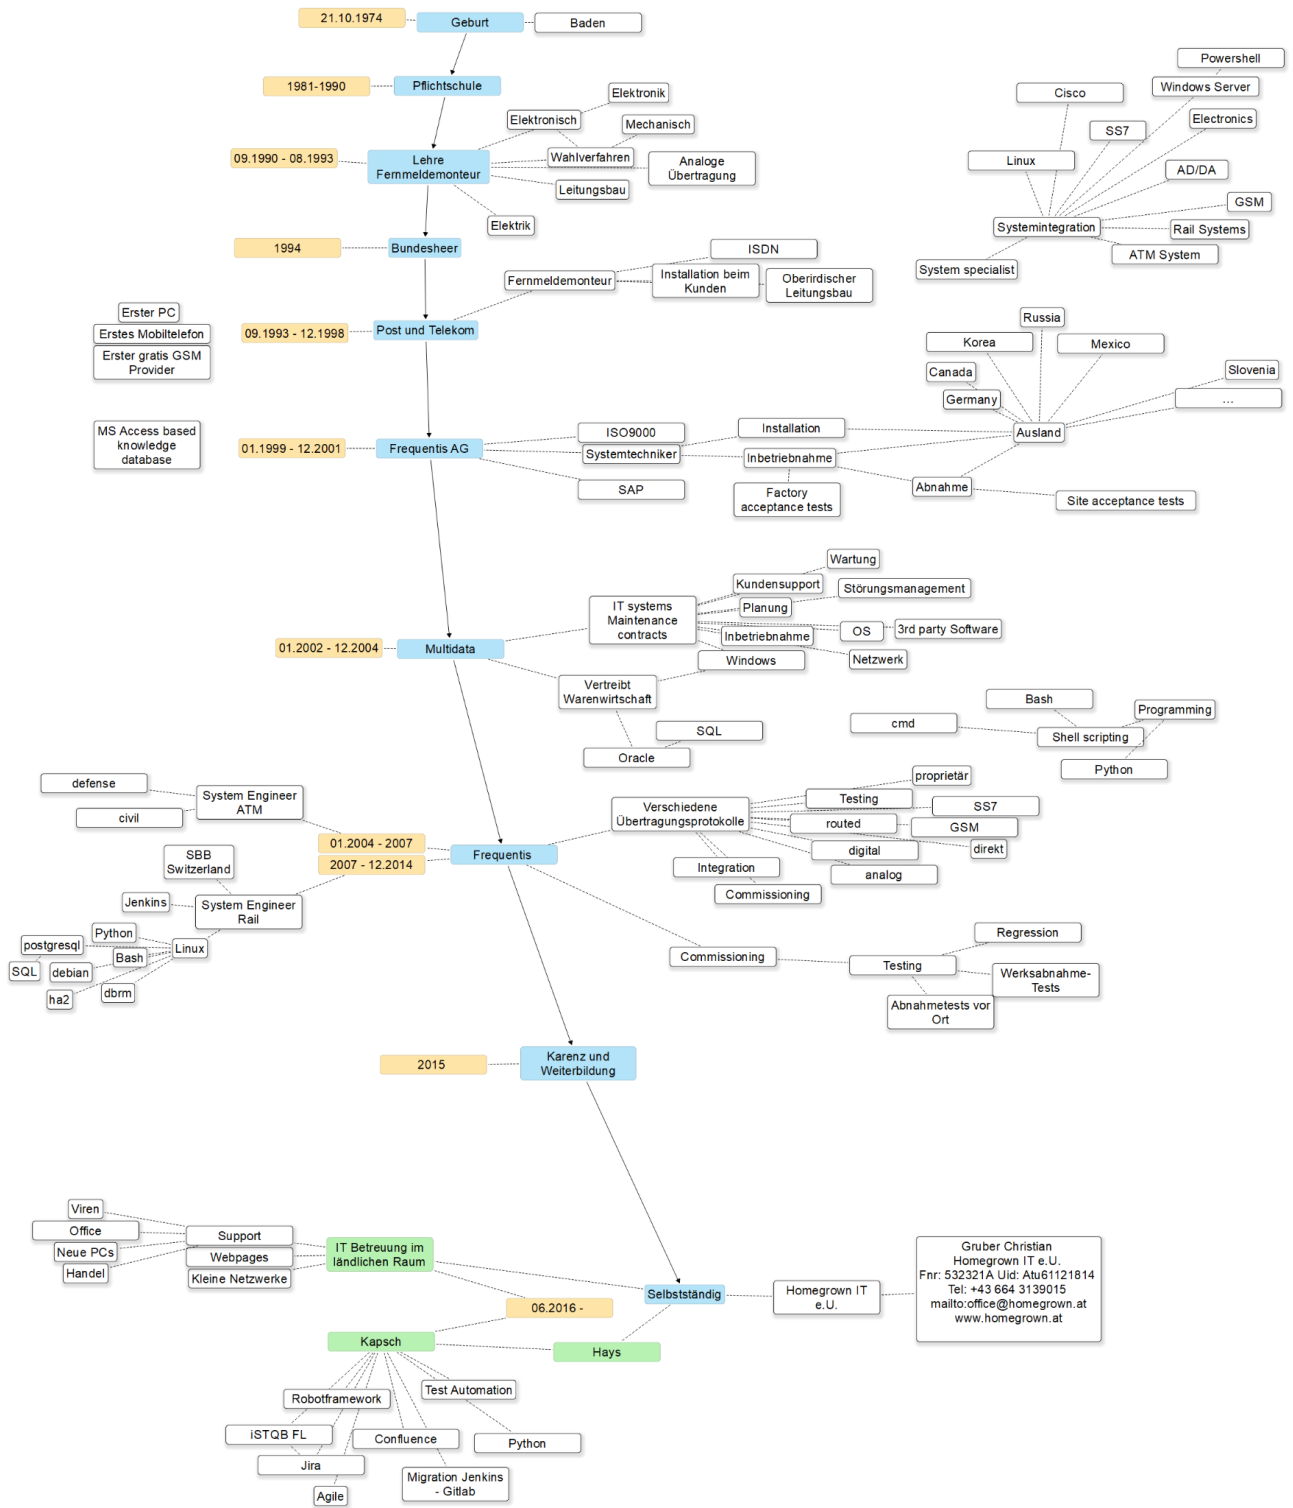 21.10.1974
Geburt
Baden
1981-1990
Pflichtschule
Powershell
Windows Server
Cisco
Electronics
SS7
Linux
AD/DA
GSM
Systemintegration
Rail Systems
ATM System
System specialist
Elektronik
Elektronisch
Mechanisch
09.1990 - 08.1993
Lehre
Fernmeldemonteur
Wahlverfahren
Analoge
Übertragung
Leitungsbau
Elektrik
1994
Bundesheer
ISDN
Fernmeldemonteur
Installation beim
Kunden
Oberirdischer
Leitungsbau
Erster PC
Erstes Mobiltelefon
Erster gratis GSM
Provider
09.1993 - 12.1998
Post und Telekom
Russia
Korea
Mexico
Canada
Germany
Slovenia
...
Ausland
MS Access based
knowledge
database
01.1999 - 12.2001
Frequentis AG
ISO9000
Systemtechniker
SAP
Installation
Inbetriebnahme
Factory
acceptance tests
Abnahme
Site acceptance tests
Wartung
Kundensupport
Störungsmanagement
IT systems
Maintenance
contracts
Planung
Inbetriebnahme
OS
3rd party Software
Windows
Netzwerk
01.2002 - 12.2004
Multidata
Vertreibt
Warenwirtschaft
SQL
Oracle
Bash
Programming
cmd
Shell scripting
Python
defense
System Engineer
ATM
civil
proprietär
Verschiedene
Übertragungsprotokolle
Testing
SS7
routed
GSM
digital
direkt
analog
Integration
Commissioning
01.2004 - 2007
2007 - 12.2014
Frequentis
SBB
Switzerland
Jenkins
System Engineer
Rail
Python
postgresql
Bash
Linux
SQL
debian
ha2
dbrm
Commissioning
Testing
Regression
Werksabnahme-
Tests
Abnahmetests vor
Ort
2015
Karenz und
Weiterbildung
Viren
Office
Neue PCs
Handel
Support
Webpages
Kleine Netzwerke
IT Betreuung im
ländlichen Raum
Selbstständig
Homegrown IT
e.U.
Gruber Christian
Homegrown IT e.U.
Fnr: 532321A Uid: Atu61121814
Tel: +43 664 3139015
mailto:office@homegrown.at
www.homegrown.at
06.2016 -
Kapsch
Hays
Test Automation
Robotframework
iSTQB FL
Confluence
Python
Jira
Migration Jenkins
- Gitlab
Agile